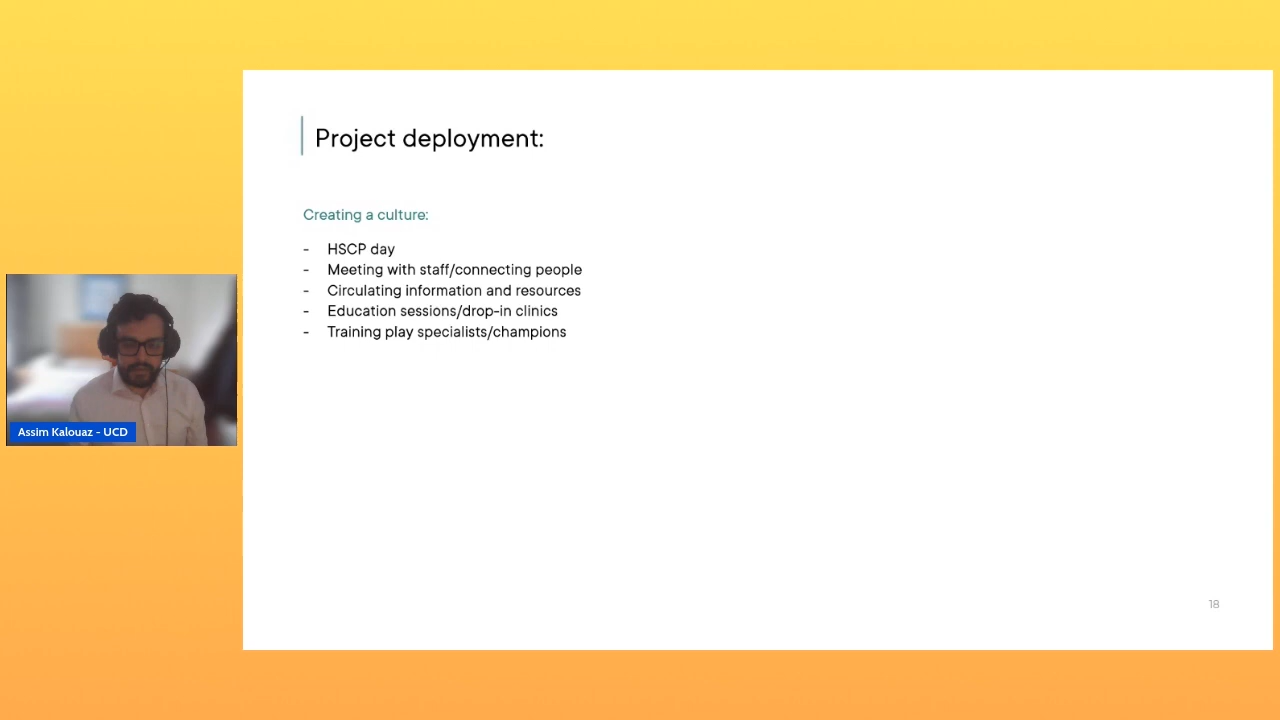 Project deployment:
Creating a culture:
- HSCP day
- Meeting with staff/connecting people
- Circulating information and resources
- Education sessions/drop-in clinics
- Training play specialists/champions
Assim Kalouaz - UCD
18